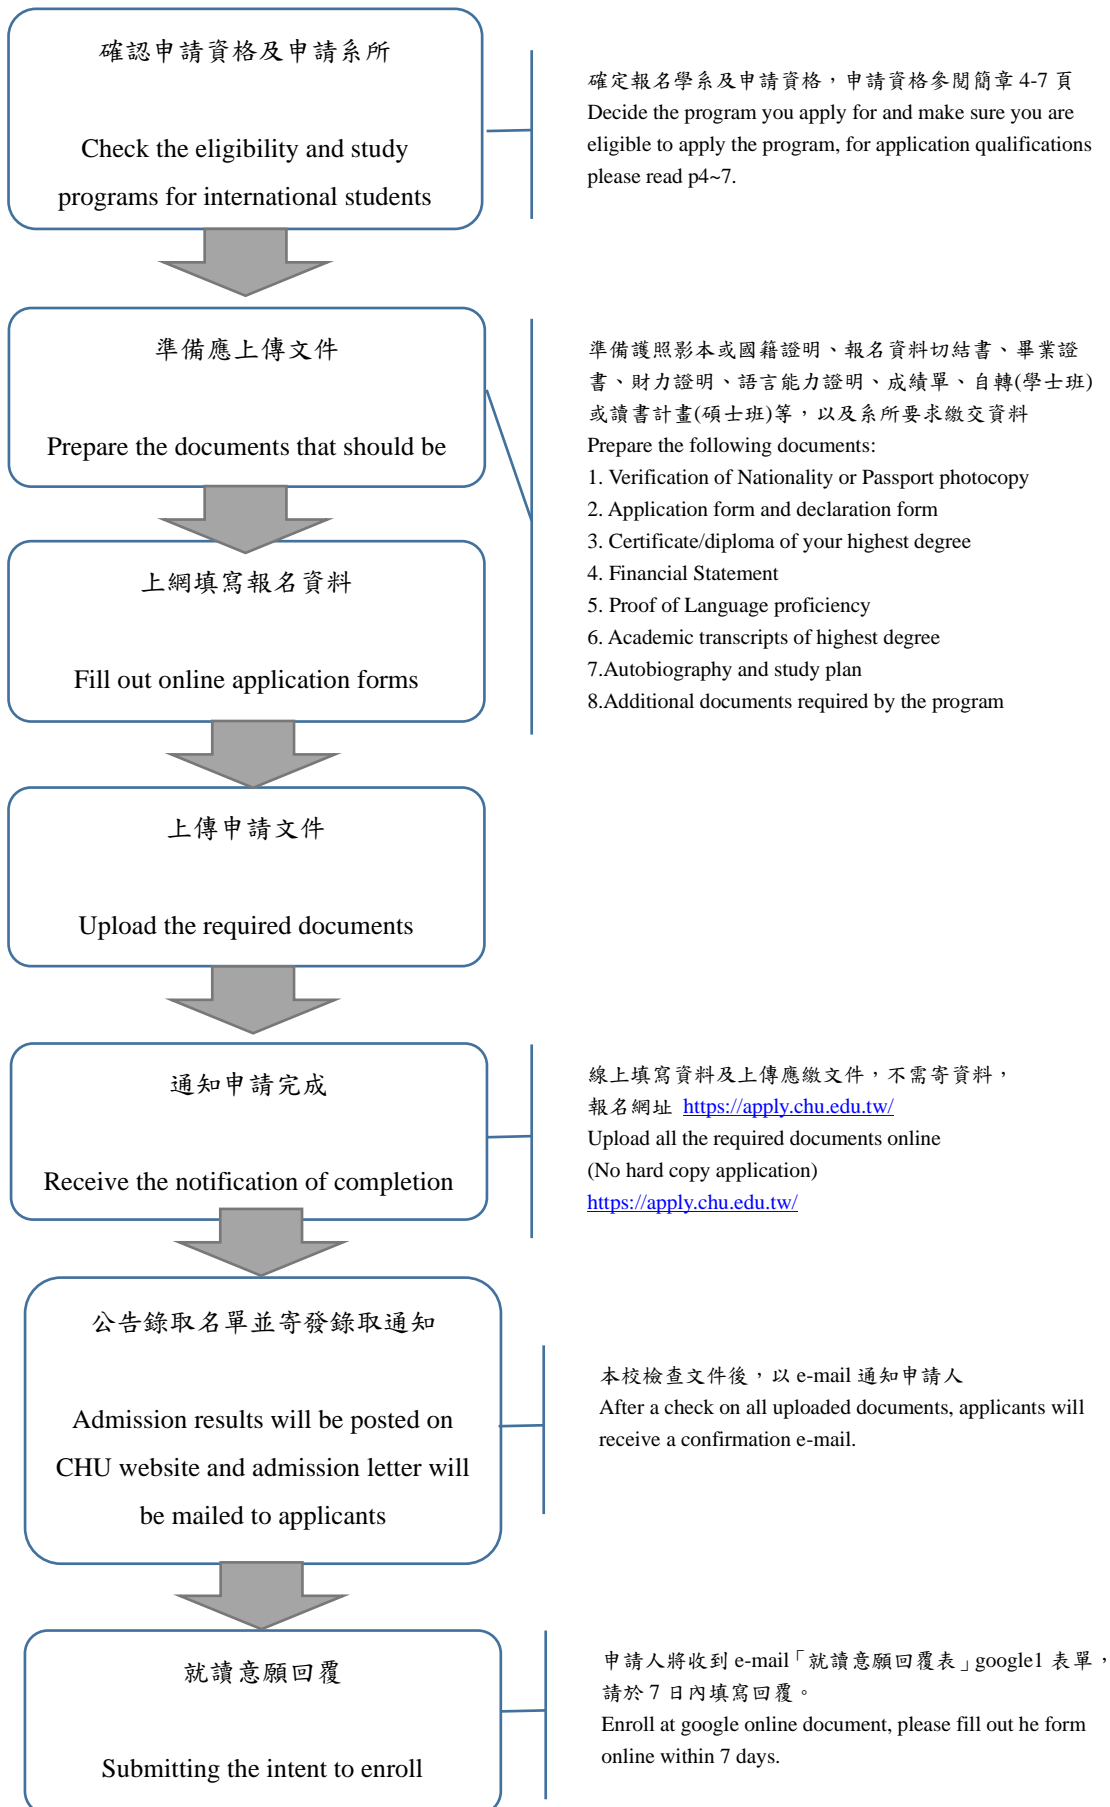 確認申請資格及申請系所
Check the eligibility and study
programs for international students
確定報名學系及申請資格，申請資格參閱簡章 4-7 頁
Decide the program you apply for and make sure you are
eligible to apply the program, for application qualifications
please read p4~7.
準備應上傳文件
Prepare the documents that should be
準備護照影本或國籍證明、報名資料切結書、畢業證
書、財力證明、語言能力證明、成績單、自轉(學士班)
或讀書計畫(碩士班)等，以及系所要求繳交資料
Prepare the following documents:
1. Verification of Nationality or Passport photocopy
2. Application form and declaration form
3. Certificate/diploma of your highest degree
4. Financial Statement
5. Proof of Language proficiency
6. Academic transcripts of highest degree
7.Autobiography and study plan
8.Additional documents required by the program
上網填寫報名資料
Fill out online application forms
上傳申請文件
Upload the required documents
通知申請完成
Receive the notification of completion
線上填寫資料及上傳應繳文件，不需寄資料，
報名網址 https://apply.chu.edu.tw/
Upload all the required documents online
(No hard copy application)
https://apply.chu.edu.tw/
公告錄取名單並寄發錄取通知
Admission results will be posted on
CHU website and admission letter will
be mailed to applicants
本校檢查文件後，以 e-mail 通知申請人
After a check on all uploaded documents, applicants will
receive a confirmation e-mail.
就讀意願回覆
Submitting the intent to enroll
申請人將收到 e-mail「就讀意願回覆表」google1 表單，
請於 7 日內填寫回覆。
Enroll at google online document, please fill out he form
online within 7 days.